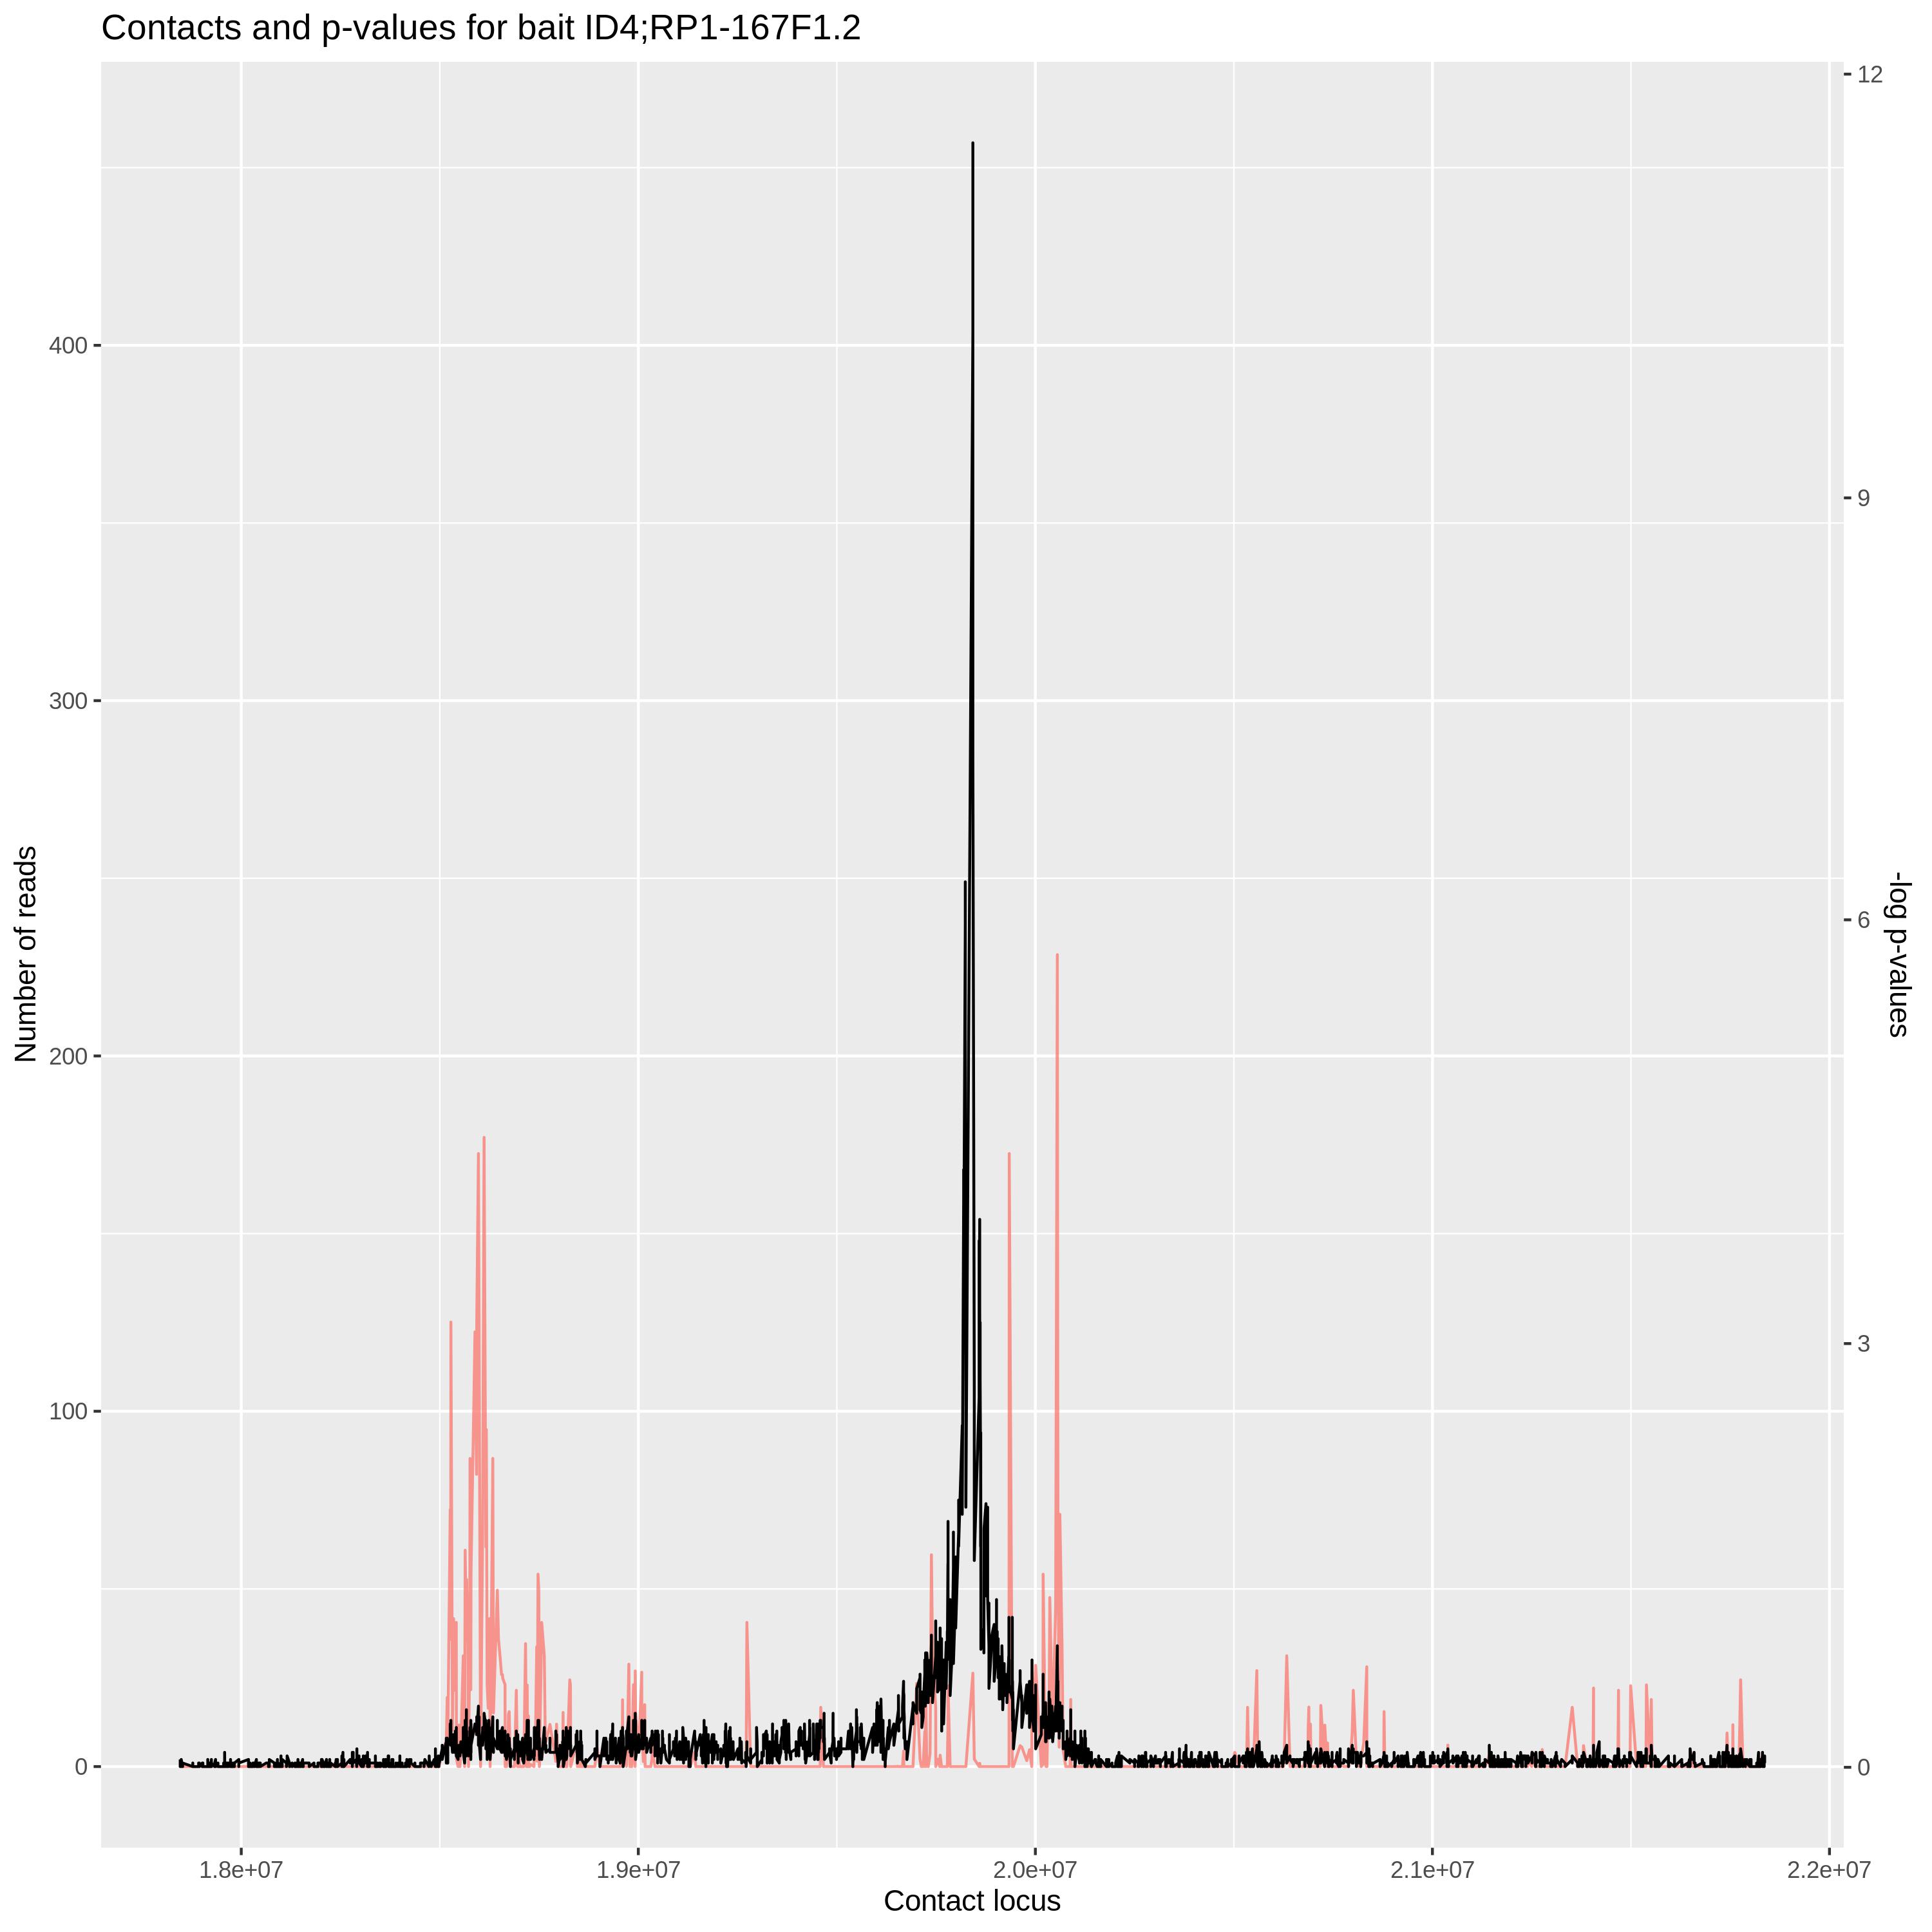 Contacts and p-values for bait ID4;RP1-167F1.2
Number of reads
400
300
200
100
0
12
9
6
3
0
-log p-values
1.8e+07
1.9e+07
2.0e+07
2.1e+07
2.2e+07
Contact locus